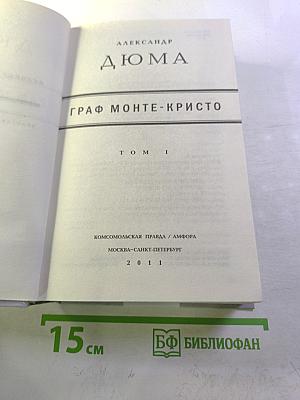 АЛЕКСАНДР
ДЮМА
ГРАФ МОНТЕ-КРИСТО
ТОМ I
КОМСОМОЛЬСКАЯ ПРАВДА / АМФОРА
МОСКВА–САНКТ-ПЕТЕРБУРГ
2011
15 см
БФ БИБЛИОФАН